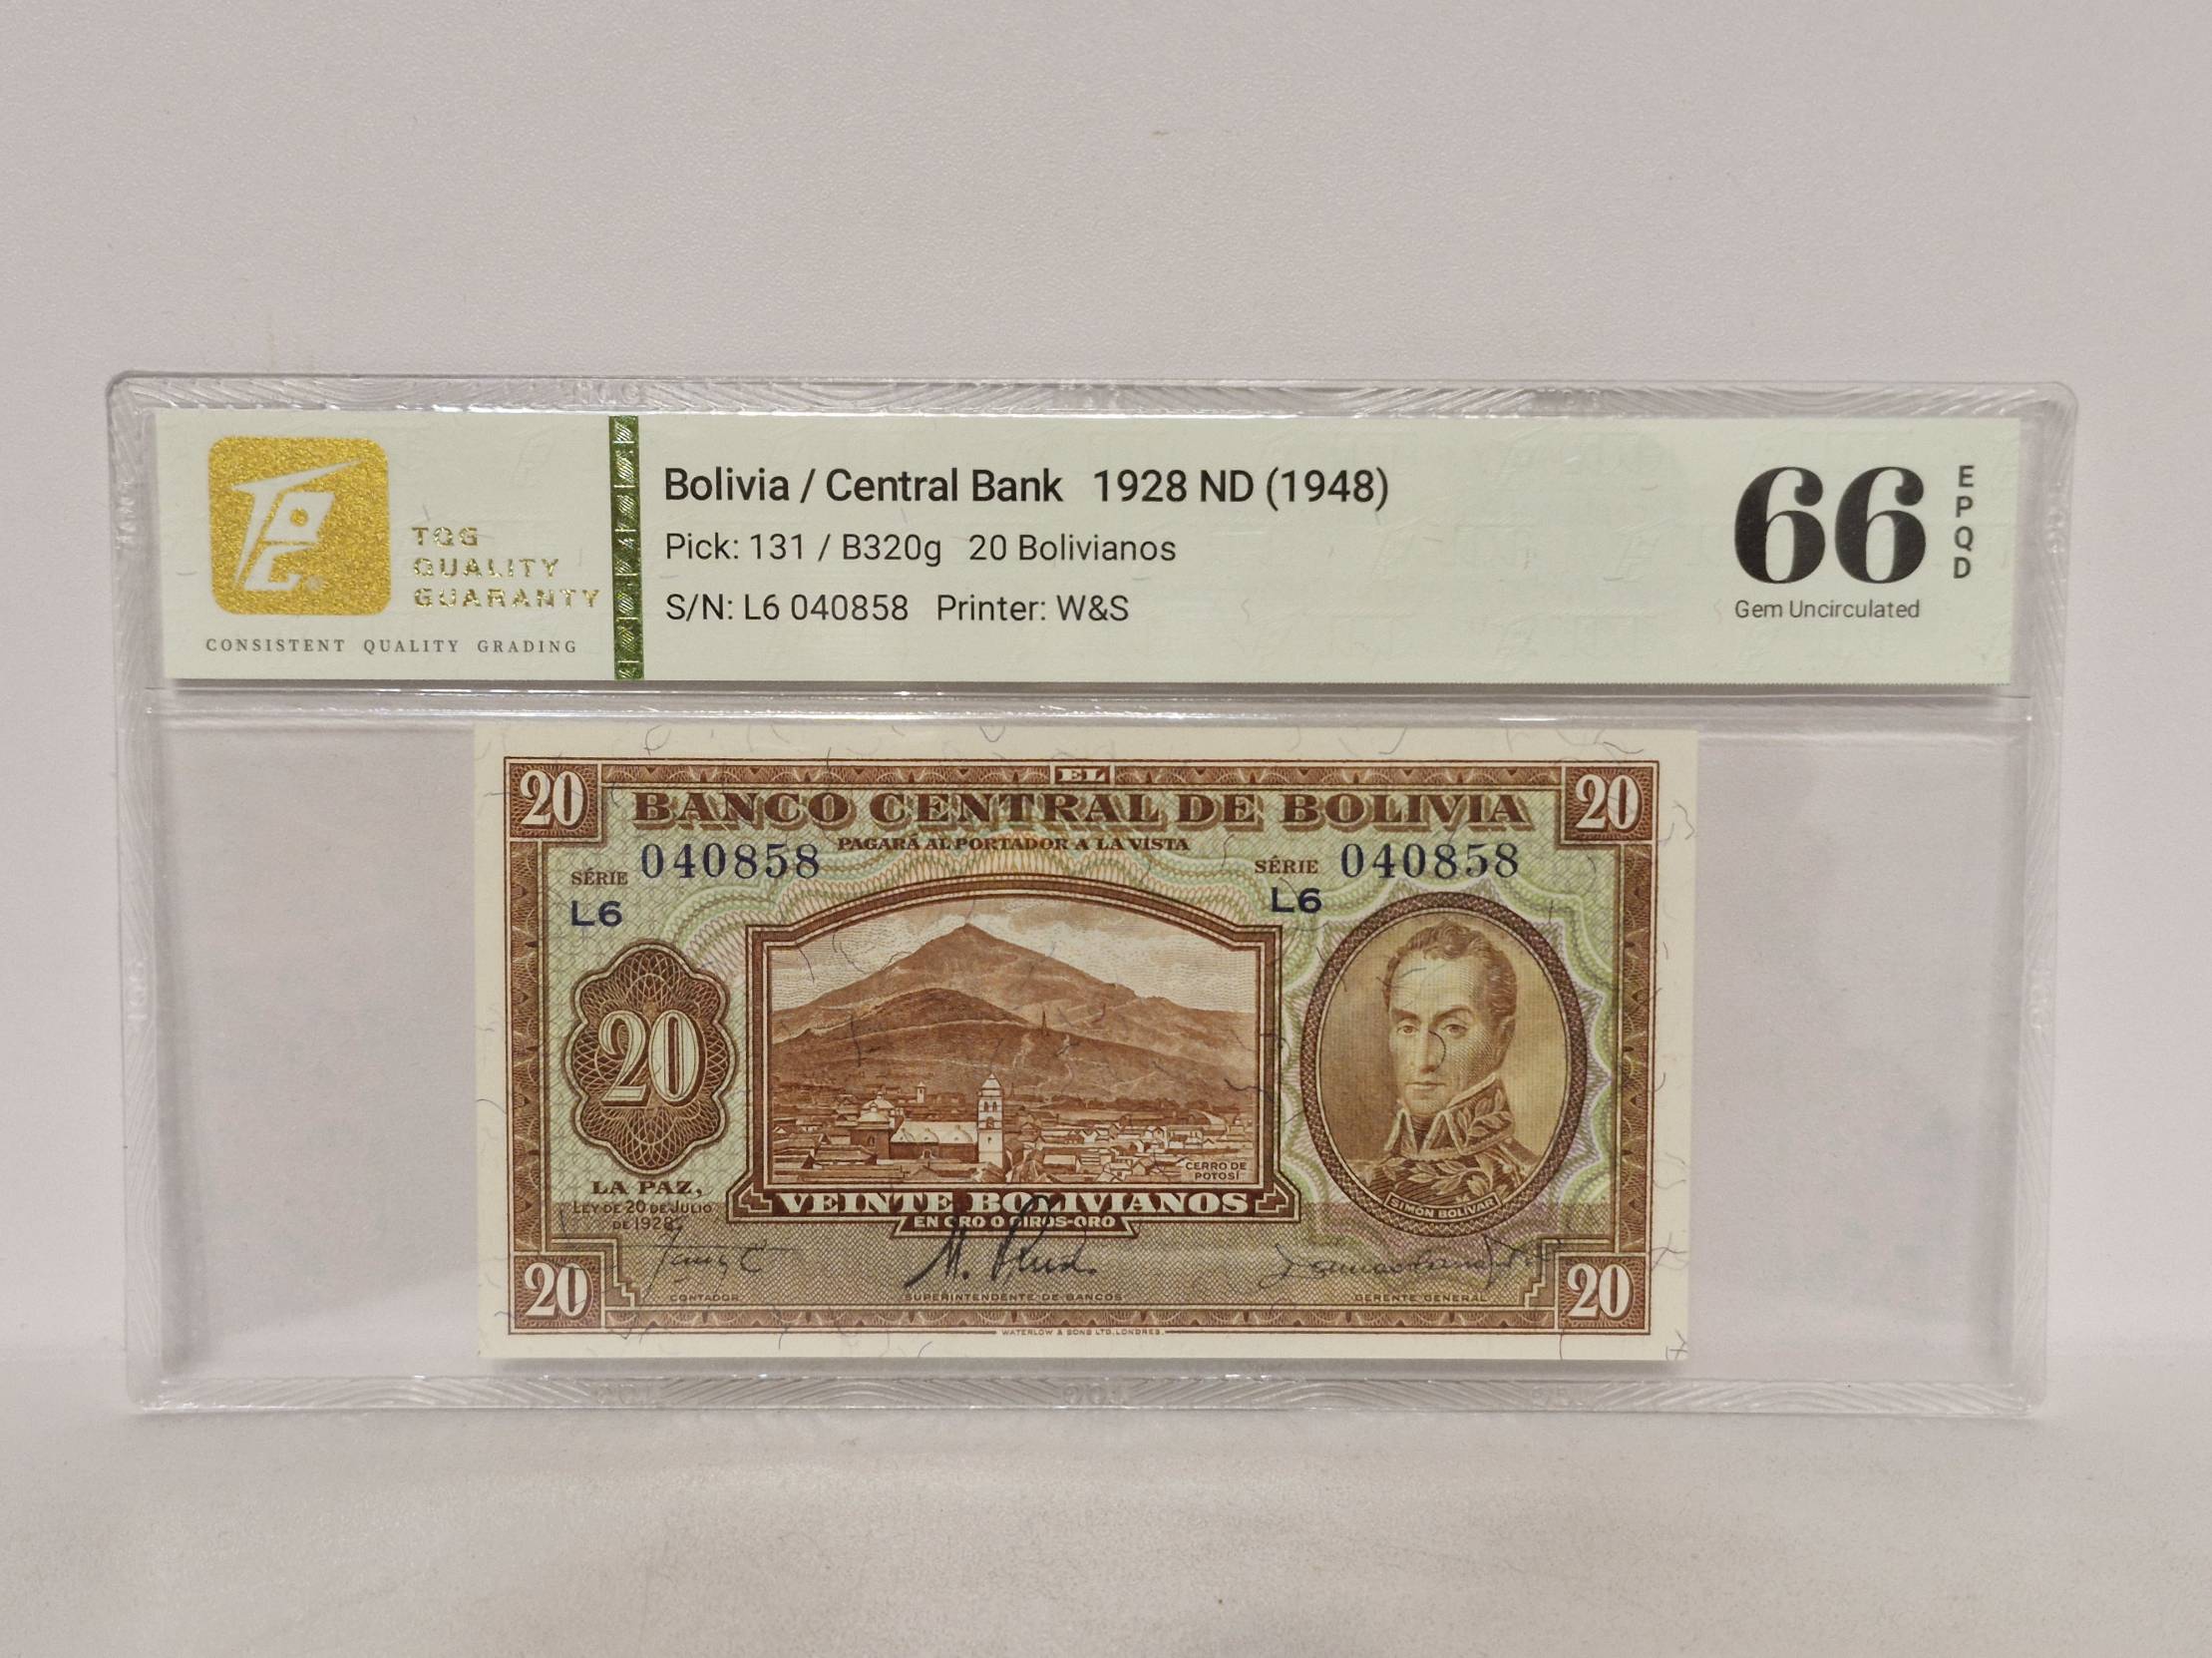 TQG
QUALITY
GUARANTY
CONSISTENT QUALITY GRADING
Bolivia / Central Bank 1928 ND (1948)
Pick: 131 / B320g 20 Bolivianos
S/N: L6 040858 Printer: W&S
66
EPQD
Gem Uncirculated
20
EL
20
BANCO CENTRAL DE BOLIVIA
PAGARÁ AL PORTADOR A LA VISTA
SÉRIE 040858
L6
SÉRIE 040858
L6
20
CERRO DE
POTOSÍ
SIMÓN BOLÍVAR
LA PAZ,
LEY DE 20 DE JULIO
DE 1928.
VEINTE BOLIVIANOS
EN ORO O GIROS-ORO
CONTADOR
SUPERINTENDENTE DE BANCOS
GERENTE GENERAL
20
20
WATERLOW & SONS LTD. LONDRES.